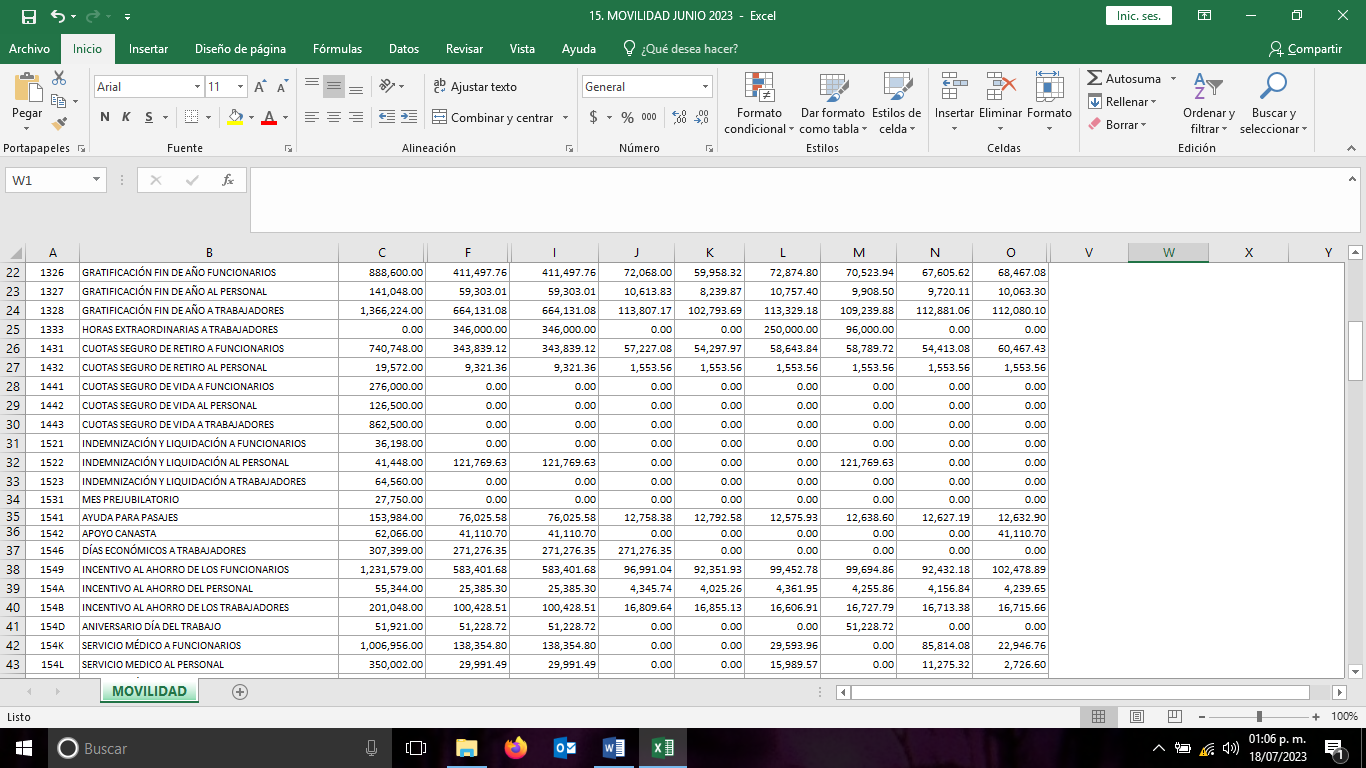 15. MOVILIDAD JUNIO 2023 - Excel
Inic. ses.
Archivo Inicio Insertar Diseño de página Fórmulas Datos Revisar Vista Ayuda ¿Qué desea hacer? Compartir
Pegar
Arial 11
N K S
Ajustar texto
Combinar y centrar
General
$ % 000
Formato condicional
Dar formato como tabla
Estilos de celda
Insertar Eliminar Formato
Autosuma
Rellenar
Borrar
Ordenar y filtrar
Buscar y seleccionar
Portapapeles Fuente Alineación Número Estilos Celdas Edición
W1 fx
A B C F I J K L M N O V W X Y
22 1326 GRATIFICACIÓN FIN DE AÑO FUNCIONARIOS 888,600.00 411,497.76 411,497.76 72,068.00 59,958.32 72,874.80 70,523.94 67,605.62 68,467.08
23 1327 GRATIFICACIÓN FIN DE AÑO AL PERSONAL 141,048.00 59,303.01 59,303.01 10,613.83 8,239.87 10,757.40 9,908.50 9,720.11 10,063.30
24 1328 GRATIFICACIÓN FIN DE AÑO A TRABAJADORES 1,366,224.00 664,131.08 664,131.08 113,807.17 102,793.69 113,329.18 109,239.88 112,881.06 112,080.10
25 1333 HORAS EXTRAORDINARIAS A TRABAJADORES 0.00 346,000.00 346,000.00 0.00 0.00 250,000.00 96,000.00 0.00 0.00
26 1431 CUOTAS SEGURO DE RETIRO A FUNCIONARIOS 740,748.00 343,839.12 343,839.12 57,227.08 54,297.97 58,643.84 58,789.72 54,413.08 60,467.43
27 1432 CUOTAS SEGURO DE RETIRO AL PERSONAL 19,572.00 9,321.36 9,321.36 1,553.56 1,553.56 1,553.56 1,553.56 1,553.56 1,553.56
28 1441 CUOTAS SEGURO DE VIDA A FUNCIONARIOS 276,000.00 0.00 0.00 0.00 0.00 0.00 0.00 0.00 0.00
29 1442 CUOTAS SEGURO DE VIDA AL PERSONAL 126,500.00 0.00 0.00 0.00 0.00 0.00 0.00 0.00 0.00
30 1443 CUOTAS SEGURO DE VIDA A TRABAJADORES 862,500.00 0.00 0.00 0.00 0.00 0.00 0.00 0.00 0.00
31 1521 INDEMNIZACIÓN Y LIQUIDACIÓN A FUNCIONARIOS 36,198.00 0.00 0.00 0.00 0.00 0.00 0.00 0.00 0.00
32 1522 INDEMNIZACIÓN Y LIQUIDACIÓN AL PERSONAL 41,448.00 121,769.63 121,769.63 0.00 0.00 0.00 121,769.63 0.00 0.00
33 1523 INDEMNIZACIÓN Y LIQUIDACIÓN A TRABAJADORES 64,560.00 0.00 0.00 0.00 0.00 0.00 0.00 0.00 0.00
34 1531 MES PREJUBILATORIO 27,750.00 0.00 0.00 0.00 0.00 0.00 0.00 0.00 0.00
35 1541 AYUDA PARA PASAJES 153,984.00 76,025.58 76,025.58 12,758.38 12,792.58 12,575.93 12,638.60 12,627.19 12,632.90
36 1542 APOYO CANASTA 62,066.00 41,110.70 41,110.70 0.00 0.00 0.00 0.00 0.00 41,110.70
37 1546 DÍAS ECONÓMICOS A TRABAJADORES 307,399.00 271,276.35 271,276.35 271,276.35 0.00 0.00 0.00 0.00 0.00
38 1549 INCENTIVO AL AHORRO DE LOS FUNCIONARIOS 1,231,579.00 583,401.68 583,401.68 96,991.04 92,351.93 99,452.78 99,694.86 92,432.18 102,478.89
39 154A INCENTIVO AL AHORRO DEL PERSONAL 55,344.00 25,385.30 25,385.30 4,345.74 4,025.26 4,361.95 4,255.86 4,156.84 4,239.65
40 154B INCENTIVO AL AHORRO DE LOS TRABAJADORES 201,048.00 100,428.51 100,428.51 16,809.64 16,855.13 16,606.91 16,727.79 16,713.38 16,715.66
41 154D ANIVERSARIO DÍA DEL TRABAJO 51,921.00 51,228.72 51,228.72 0.00 0.00 0.00 51,228.72 0.00 0.00
42 154K SERVICIO MÉDICO A FUNCIONARIOS 1,006,956.00 138,354.80 138,354.80 0.00 0.00 29,593.96 0.00 85,814.08 22,946.76
43 154L SERVICIO MEDICO AL PERSONAL 350,002.00 29,991.49 29,991.49 0.00 0.00 15,989.57 0.00 11,275.32 2,726.60
MOVILIDAD
Listo 100%
Buscar
01:06 p. m.
18/07/2023
1